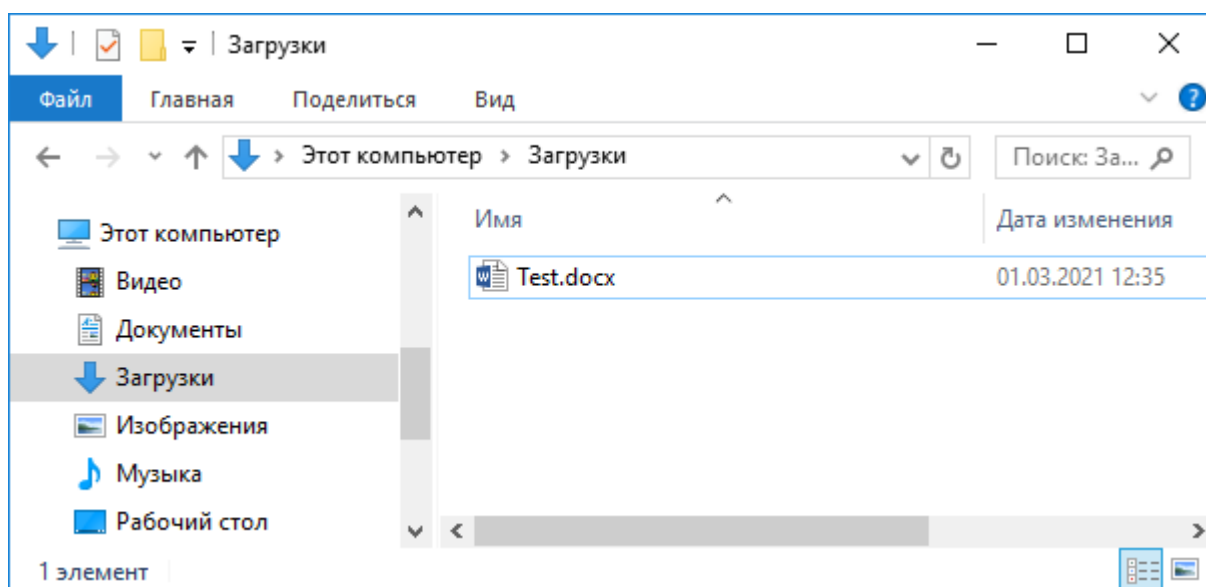 Загрузки
Файл Главная Поделиться Вид ?
Этот компьютер > Загрузки Поиск: За...
Имя Дата изменения
Этот компьютер
Test.docx 01.03.2021 12:35
Видео
Документы
Загрузки
Изображения
Музыка
Рабочий стол
1 элемент